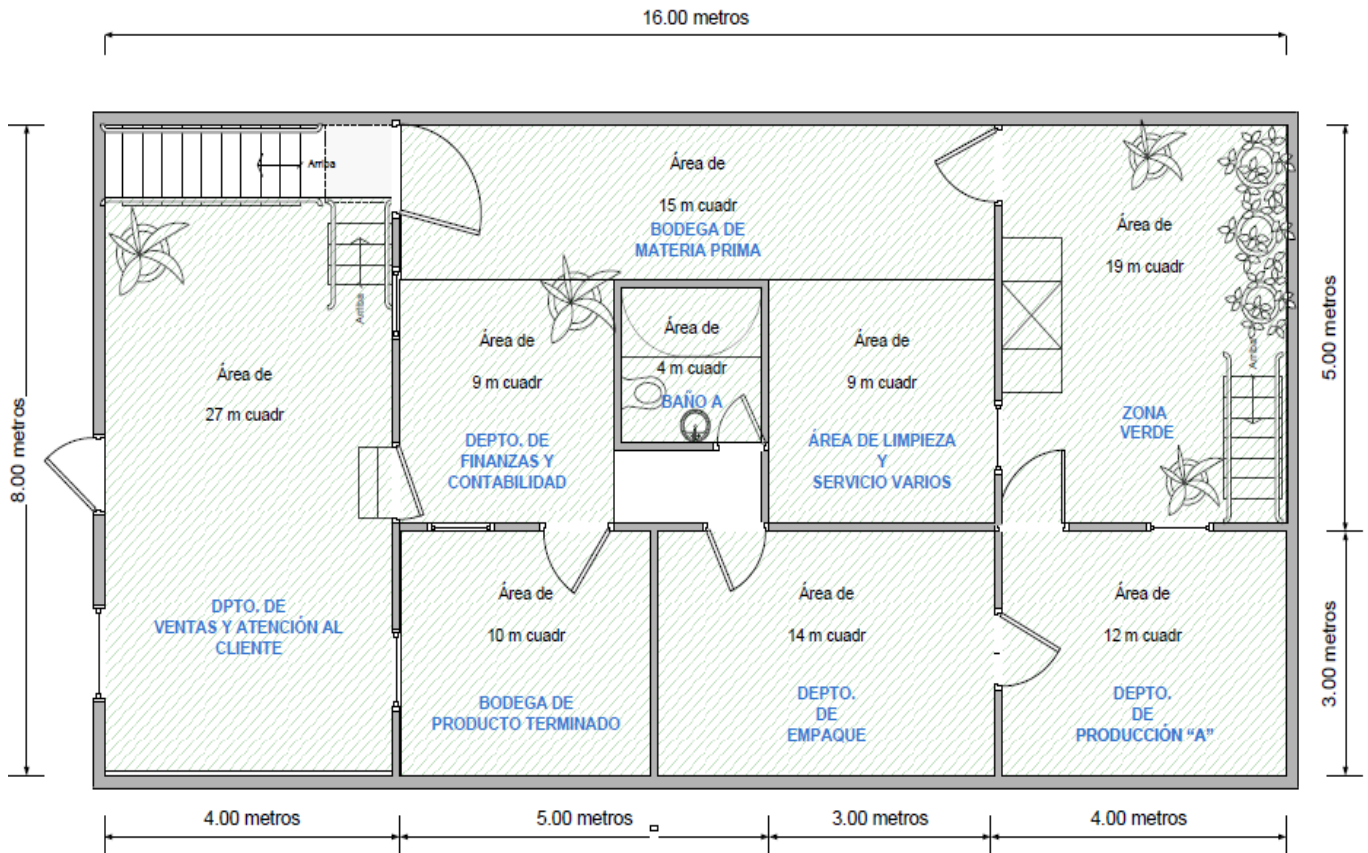 16.00 metros
8.00 metros
5.00 metros
3.00 metros
Arriba
Arriba
Área de
27 m cuadr
DPTO. DE
VENTAS Y ATENCIÓN AL
CLIENTE
Área de
15 m cuadr
BODEGA DE
MATERIA PRIMA
Área de
19 m cuadr
Arriba
ZONA
VERDE
Área de
9 m cuadr
DEPTO. DE
FINANZAS Y
CONTABILIDAD
Área de
4 m cuadr
BAÑO A
Área de
9 m cuadr
ÁREA DE LIMPIEZA
Y
SERVICIO VARIOS
Área de
10 m cuadr
BODEGA DE
PRODUCTO TERMINADO
Área de
14 m cuadr
DEPTO.
DE
EMPAQUE
Área de
12 m cuadr
DEPTO.
DE
PRODUCCIÓN “A”
4.00 metros
5.00 metros
3.00 metros
4.00 metros